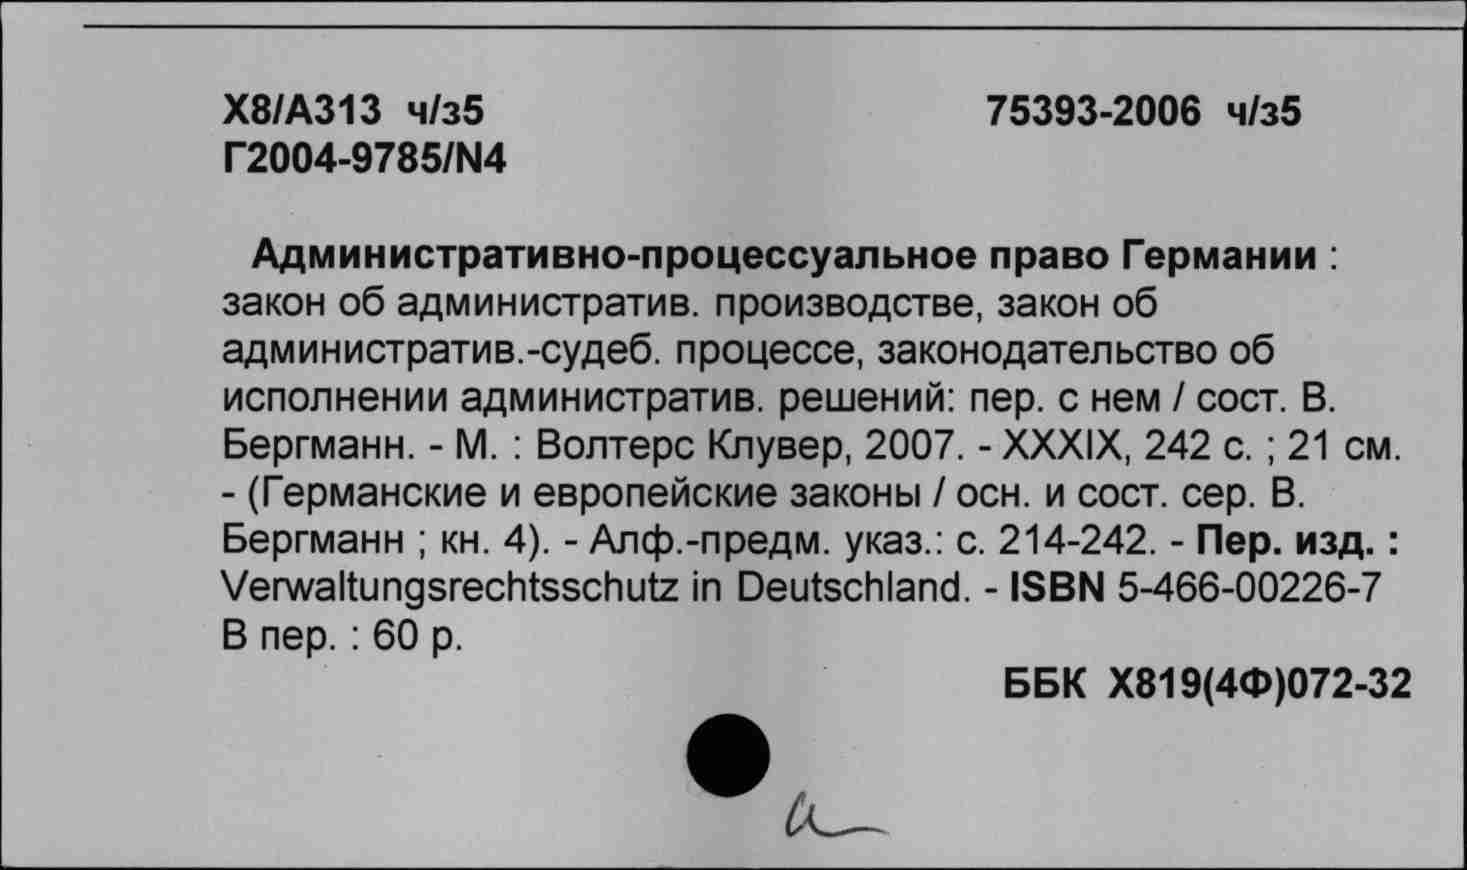 Х8/А313 ч/з5 75393-2006 ч/з5
Г2004-9785/N4
Административно-процессуальное право Германии :
закон об административ. производстве, закон об
административ.-судеб. процессе, законодательство об
исполнении административ. решений: пер. с нем / сост. В.
Бергманн. - М. : Волтерс Клувер, 2007. - XXXIX, 242 с. ; 21 см.
- (Германские и европейские законы / осн. и сост. сер. В.
Бергманн ; кн. 4). - Алф.-предм. указ.: с. 214-242. - Пер. изд. :
Verwaltungsrechtsschutz in Deutschland. - ISBN 5-466-00226-7
В пер. : 60 р.
ББК Х819(4Ф)072-32